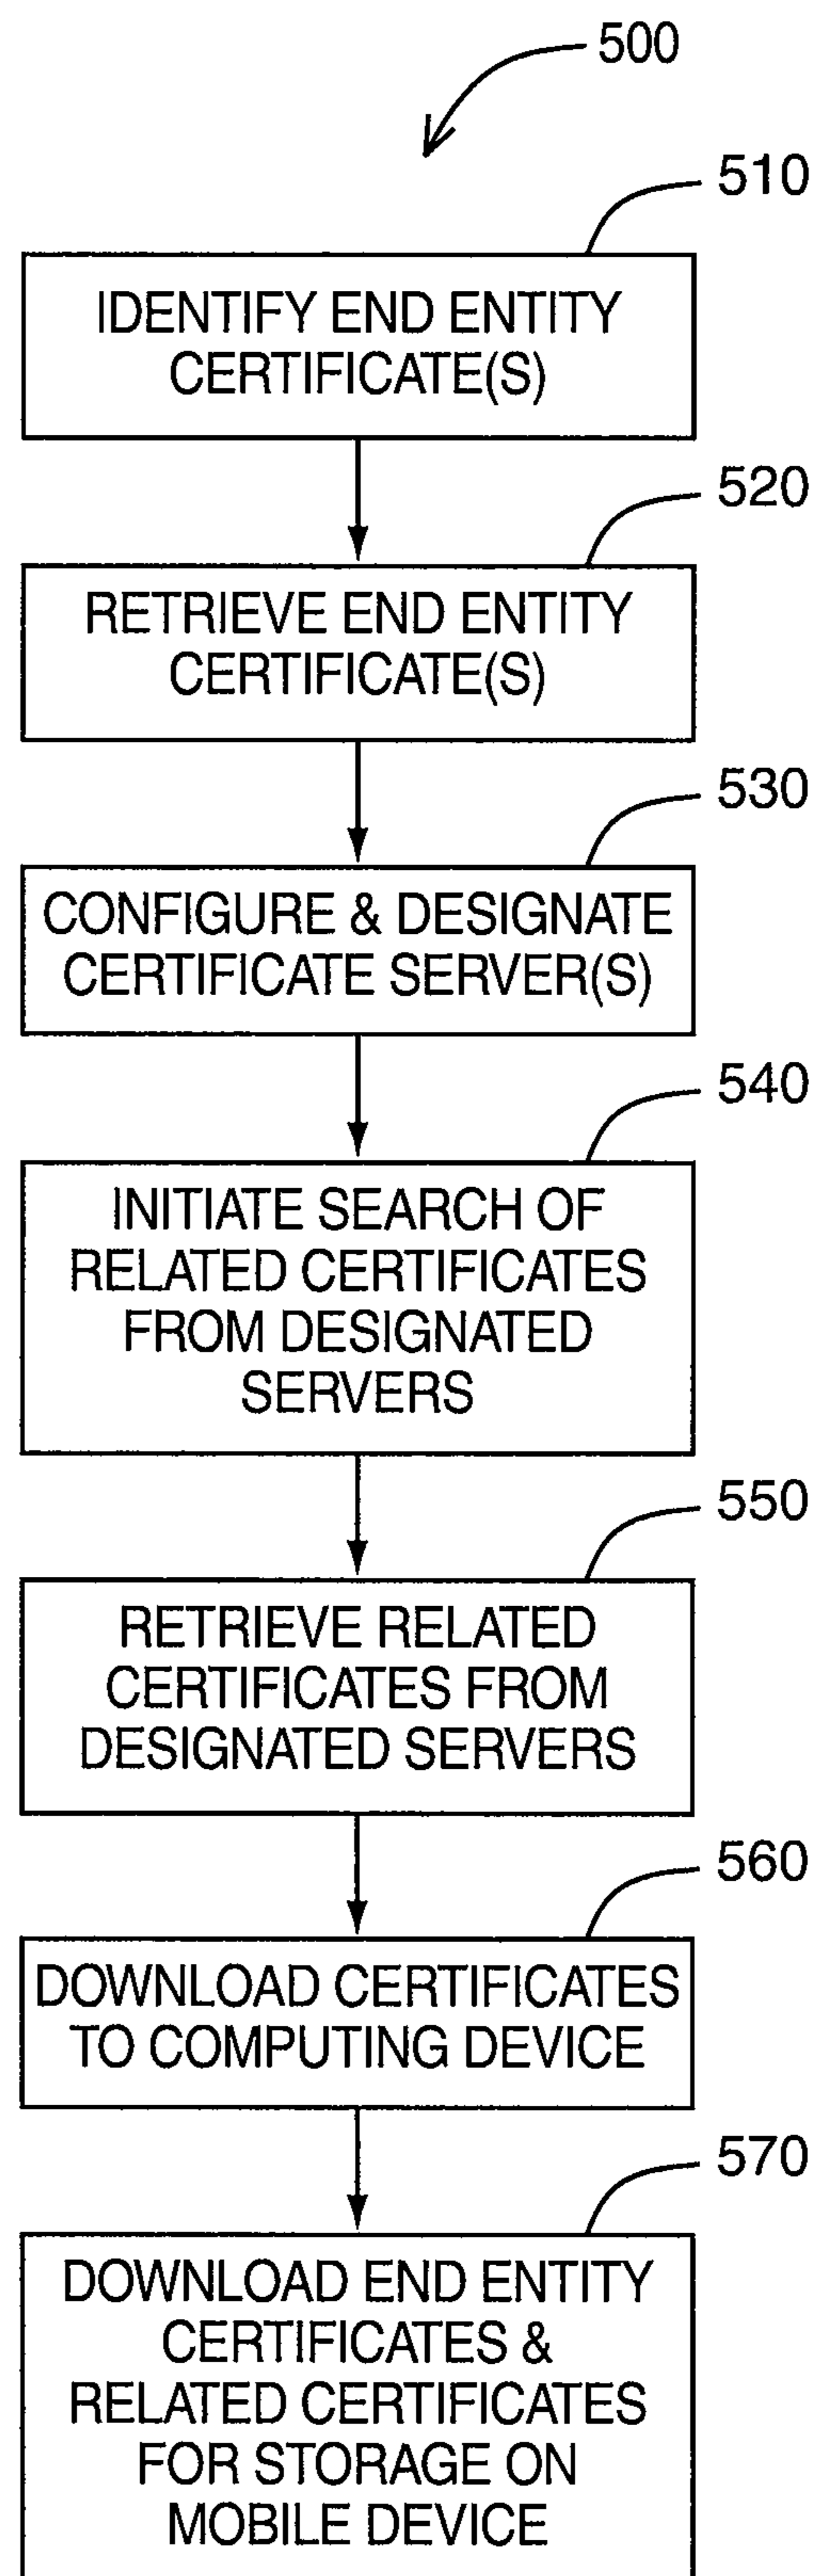 500
510
IDENTIFY END ENTITY
CERTIFICATE(S)
520
RETRIEVE END ENTITY
CERTIFICATE(S)
530
CONFIGURE & DESIGNATE
CERTIFICATE SERVER(S)
540
INITIATE SEARCH OF
RELATED CERTIFICATES
FROM DESIGNATED
SERVERS
550
RETRIEVE RELATED
CERTIFICATES FROM
DESIGNATED SERVERS
560
DOWNLOAD CERTIFICATES
TO COMPUTING DEVICE
570
DOWNLOAD END ENTITY
CERTIFICATES &
RELATED CERTIFICATES
FOR STORAGE ON
MOBILE DEVICE